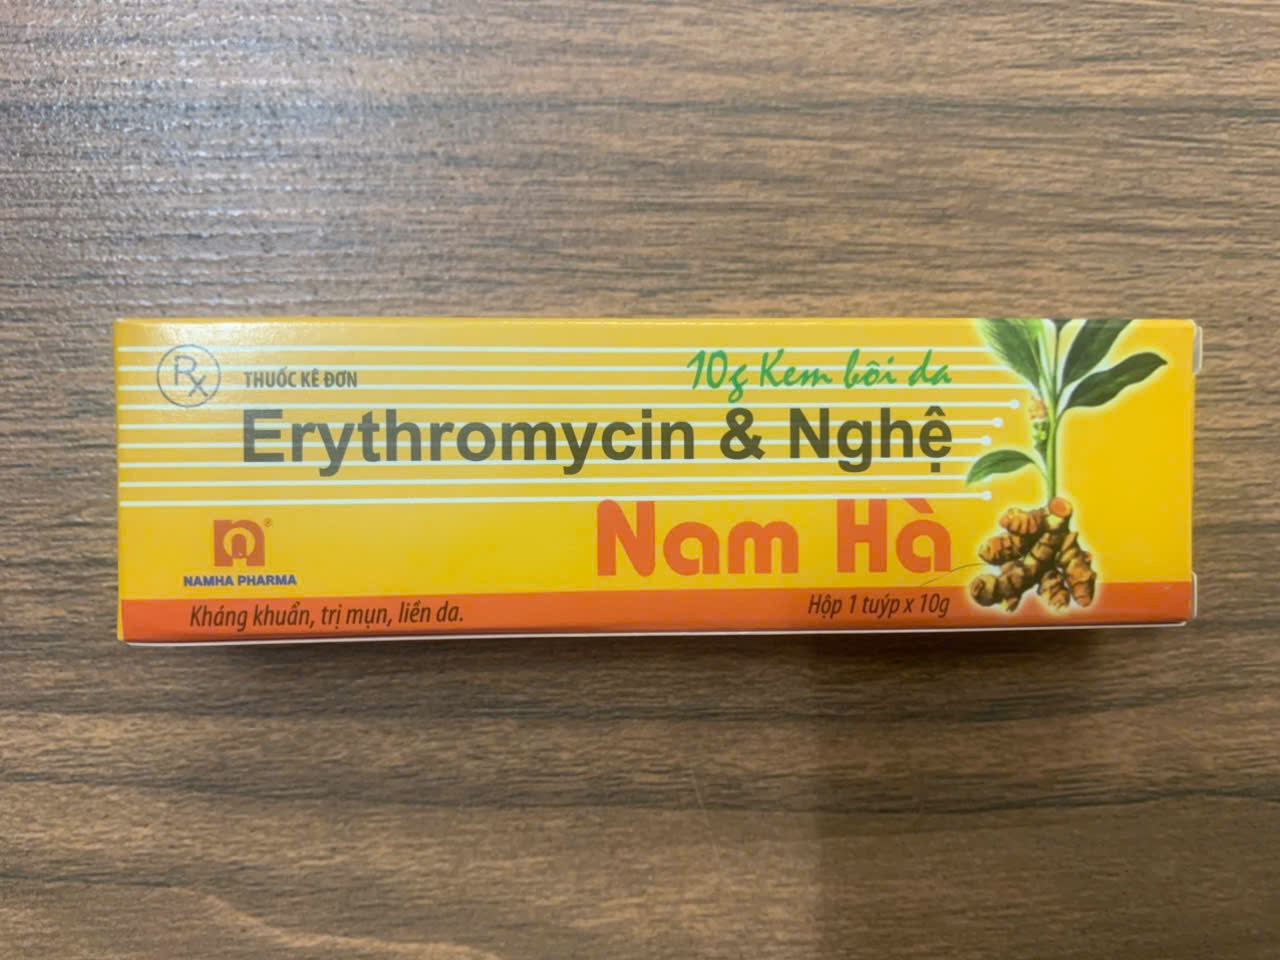 Rx THUỐC KÊ ĐƠN
10g Kem bôi da
Erythromycin & Nghệ
Nam Hà
n®
NAMHA PHARMA
Kháng khuẩn, trị mụn, liền da.
Hộp 1 tuýp x 10g